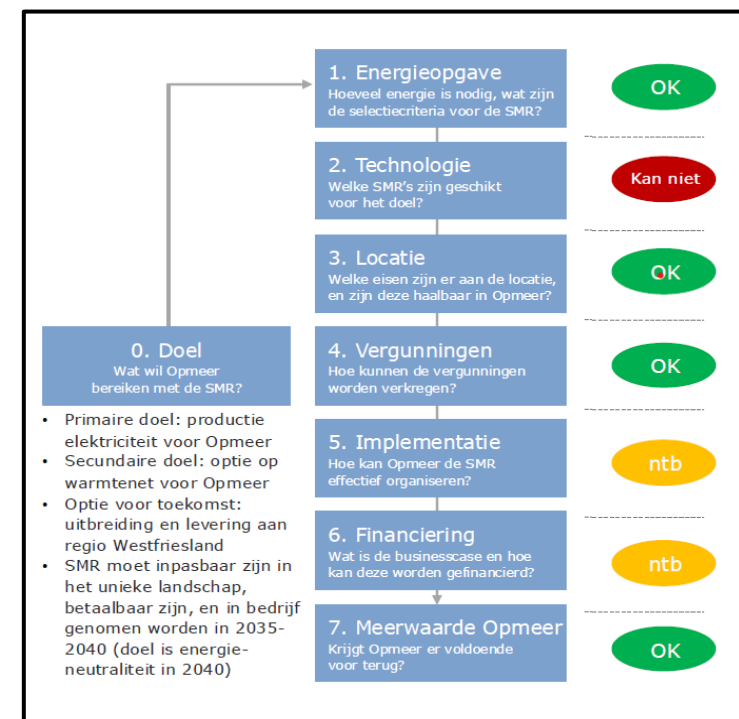 1. Energieopgave
Hoeveel energie is nodig, wat zijn
de selectiecriteria voor de SMR?
OK
2. Technologie
Welke SMR's zijn geschikt
voor het doel?
Kan niet
3. Locatie
Welke eisen zijn er aan de locatie,
en zijn deze haalbaar in Opmeer?
OK
0. Doel
Wat wil Opmeer
bereiken met de SMR?
4. Vergunningen
Hoe kunnen de vergunningen
worden verkregen?
OK
• Primaire doel: productie
elektriciteit voor Opmeer
• Secundaire doel: optie op
warmtenet voor Opmeer
• Optie voor toekomst:
uitbreiding en levering aan
regio Westfriesland
• SMR moet inpasbaar zijn in
het unieke landschap,
betaalbaar zijn, en in bedrijf
genomen worden in 2035-
2040 (doel is energie-
neutraliteit in 2040)
5. Implementatie
Hoe kan Opmeer de SMR
effectief organiseren?
ntb
6. Financiering
Wat is de businesscase en hoe
kan deze worden gefinancierd?
ntb
7. Meerwaarde Opmeer
Krijgt Opmeer er voldoende
voor terug?
OK